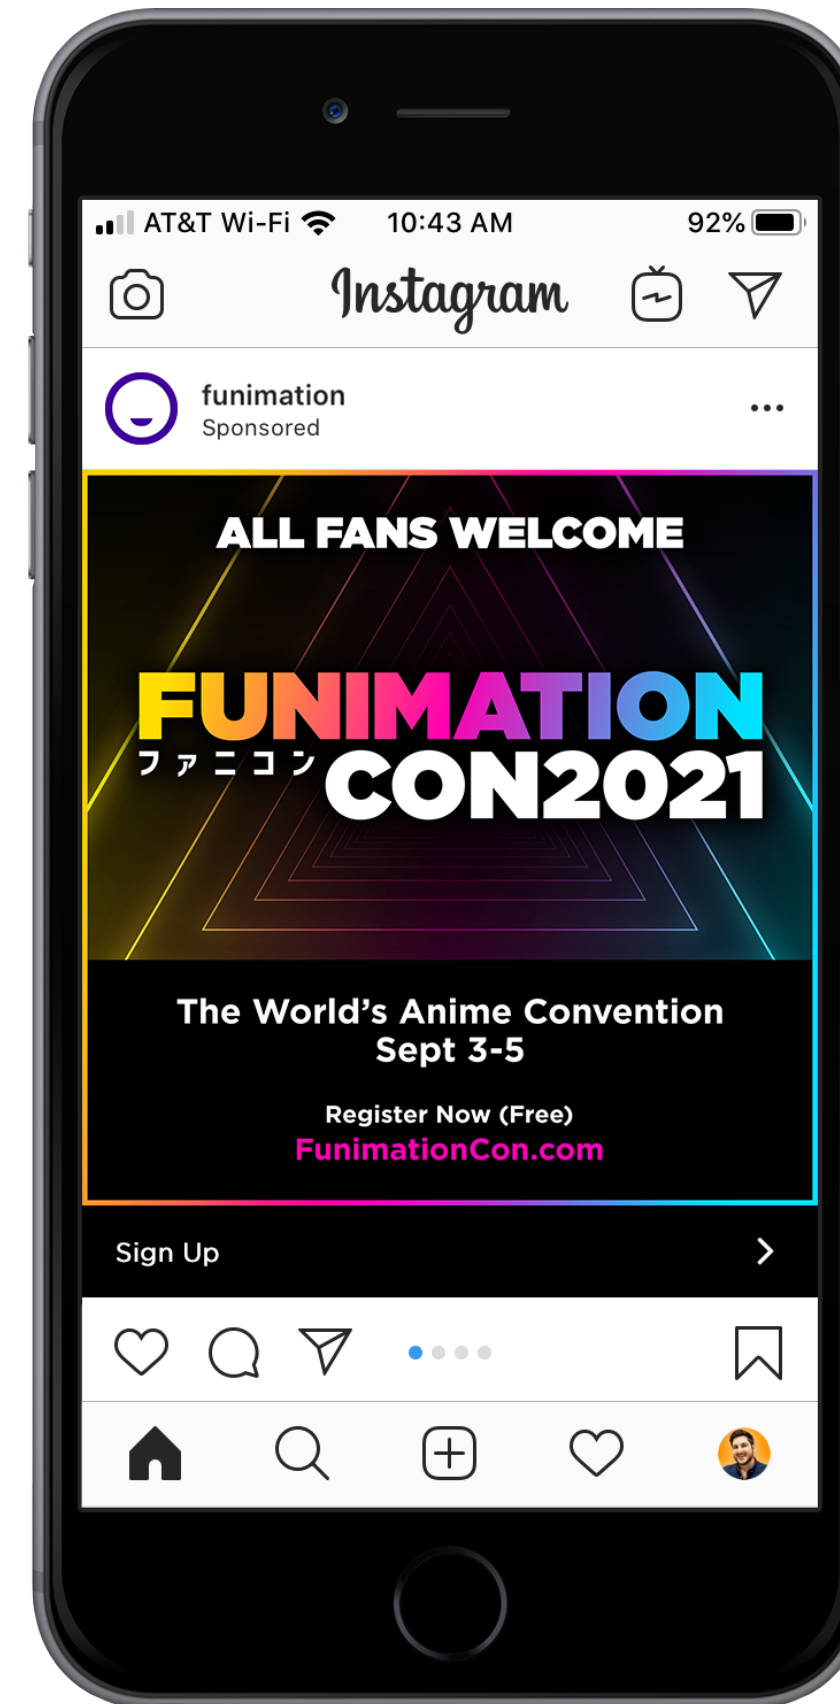 AT&T Wi-Fi 10:43 AM 92%
Instagram
funimation
Sponsored
ALL FANS WELCOME
FUNIMATION
ファニコン CON2021
The World's Anime Convention
Sept 3-5
Register Now (Free)
FunimationCon.com
Sign Up